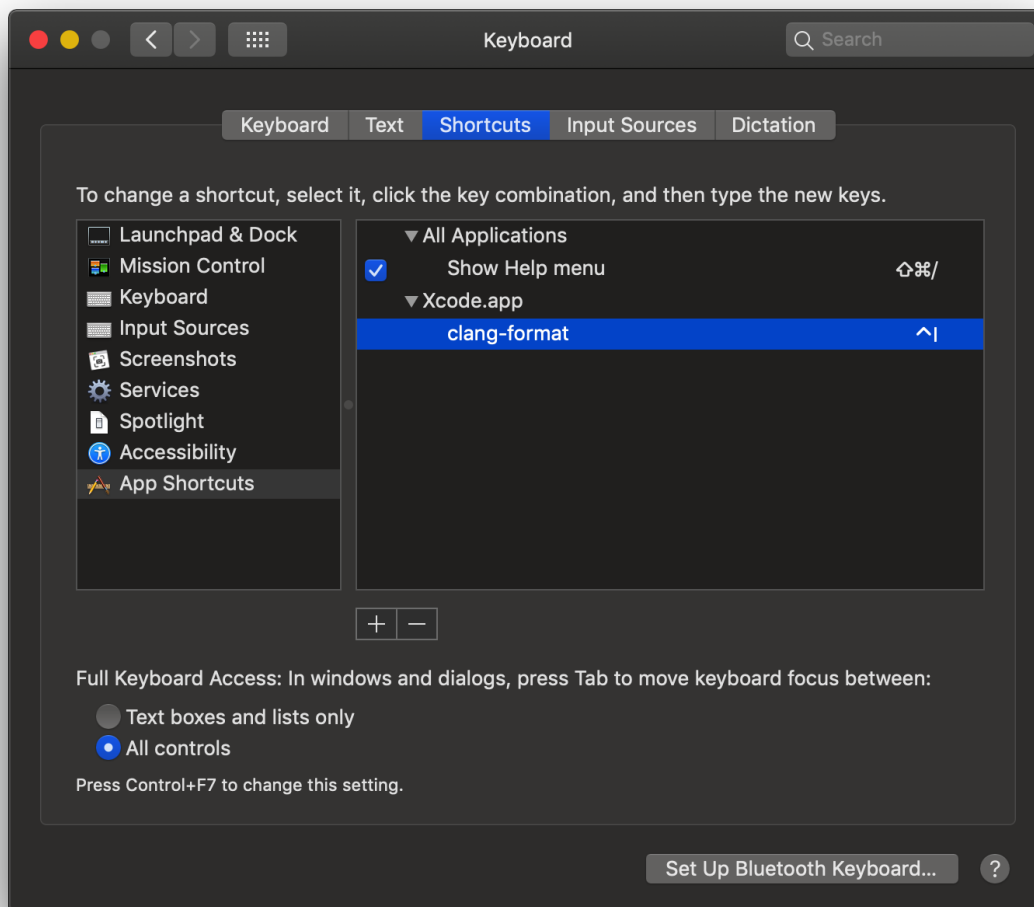 Keyboard
Search
Keyboard Text Shortcuts Input Sources Dictation
To change a shortcut, select it, click the key combination, and then type the new keys.
Launchpad & Dock
Mission Control
Keyboard
Input Sources
Screenshots
Services
Spotlight
Accessibility
App Shortcuts
All Applications
Show Help menu ⇧⌘/
Xcode.app
clang-format ^|
Full Keyboard Access: In windows and dialogs, press Tab to move keyboard focus between:
Text boxes and lists only
All controls
Press Control+F7 to change this setting.
Set Up Bluetooth Keyboard... ?